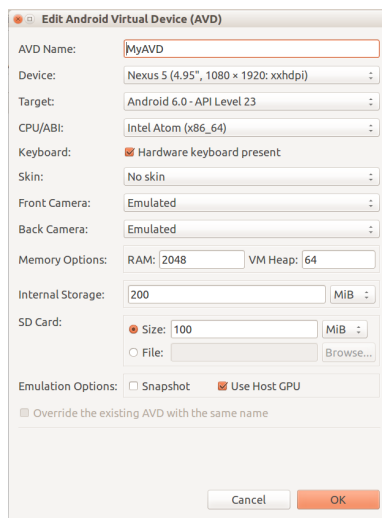 Edit Android Virtual Device (AVD)
AVD Name: MyAVD
Device: Nexus 5 (4.95", 1080 × 1920: xxhdpi)
Target: Android 6.0 - API Level 23
CPU/ABI: Intel Atom (x86_64)
Keyboard: Hardware keyboard present
Skin: No skin
Front Camera: Emulated
Back Camera: Emulated
Memory Options: RAM: 2048 VM Heap: 64
Internal Storage: 200 MiB
SD Card:
Size: 100 MiB
File: Browse...
Emulation Options: Snapshot Use Host GPU
Override the existing AVD with the same name
Cancel OK